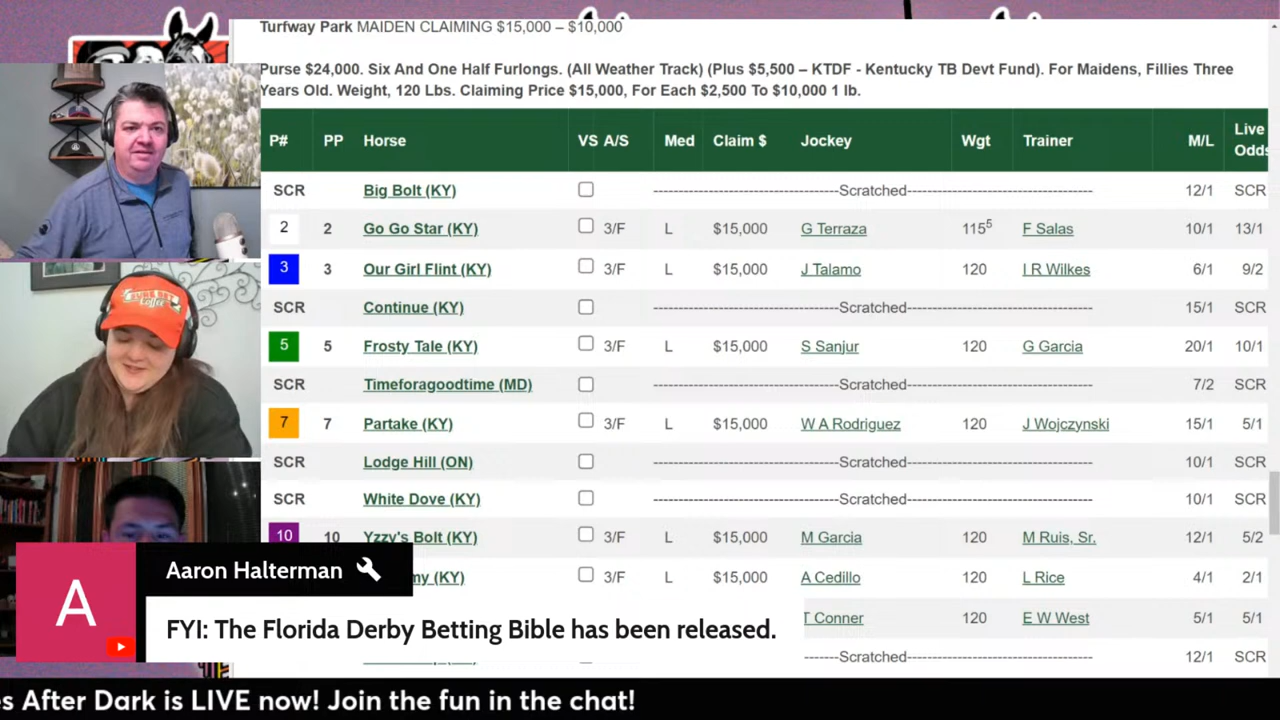 Turfway Park MAIDEN CLAIMING $15,000 – $10,000
Purse $24,000. Six And One Half Furlongs. (All Weather Track) (Plus $5,500 – KTDF - Kentucky TB Devt Fund). For Maidens, Fillies Three
Years Old. Weight, 120 Lbs. Claiming Price $15,000, For Each $2,500 To $10,000 1 lb.
P# PP Horse VS A/S Med Claim $ Jockey Wgt Trainer M/L Live Odds
SCR Big Bolt (KY) Scratched 12/1 SCR
2 2 Go Go Star (KY) 3/F L $15,000 G Terraza 115 5 F Salas 10/1 13/1
3 3 Our Girl Flint (KY) 3/F L $15,000 J Talamo 120 I R Wilkes 6/1 9/2
SCR Continue (KY) Scratched 15/1 SCR
5 5 Frosty Tale (KY) 3/F L $15,000 S Sanjur 120 G Garcia 20/1 10/1
SCR Timeforagoodtime (MD) Scratched 7/2 SCR
7 7 Partake (KY) 3/F L $15,000 W A Rodriguez 120 J Wojczynski 15/1 5/1
SCR Lodge Hill (ON) Scratched 10/1 SCR
SCR White Dove (KY) Scratched 10/1 SCR
10 10 Yzzy's Bolt (KY) 3/F L $15,000 M Garcia 120 M Ruis, Sr. 12/1 5/2
my (KY) 3/F L $15,000 A Cedillo 120 L Rice 4/1 2/1
T Conner 120 E W West 5/1 5/1
Scratched 12/1 SCR
A
Aaron Halterman
FYI: The Florida Derby Betting Bible has been released.
s After Dark is LIVE now! Join the fun in the chat!